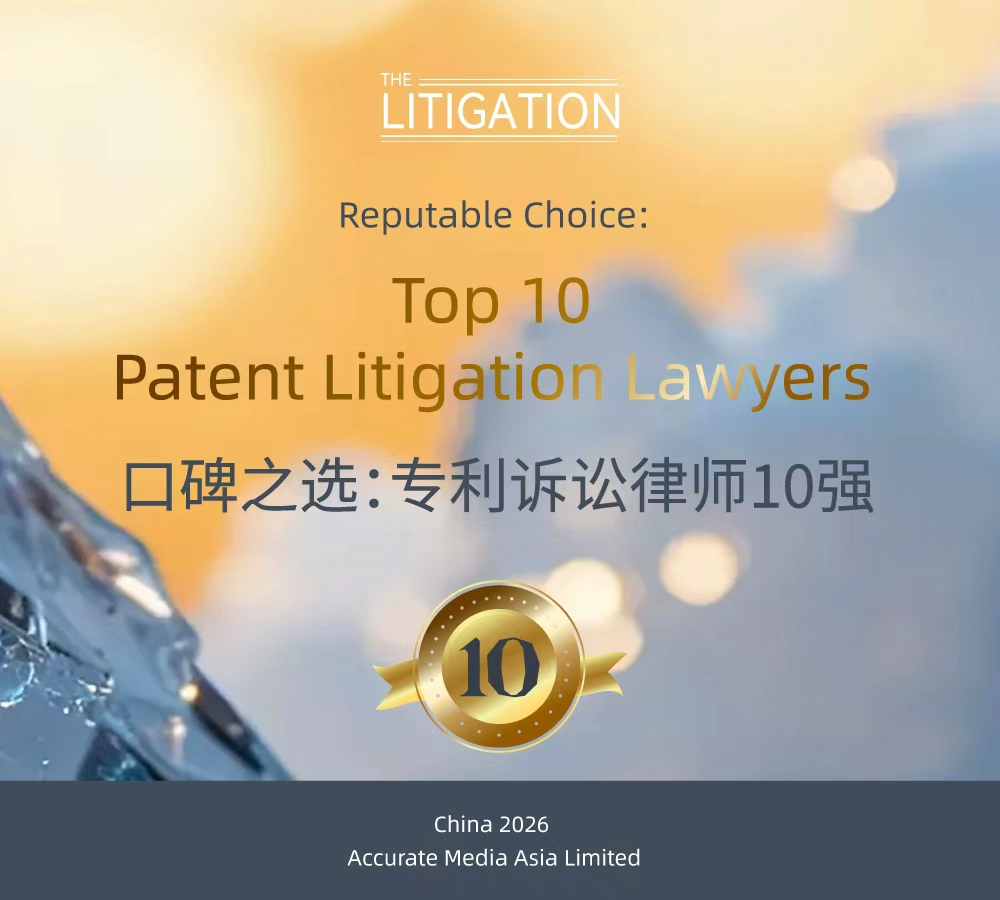 THE
LITIGATION
Reputable Choice:
Top 10
Patent Litigation Lawyers
口碑之选：专利诉讼律师10强
10
China 2026
Accurate Media Asia Limited